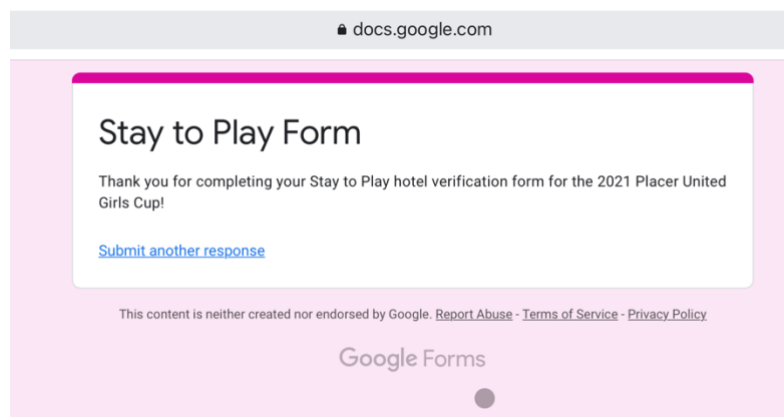 docs.google.com
Stay to Play Form
Thank you for completing your Stay to Play hotel verification form for the 2021 Placer United
Girls Cup!
Submit another response
This content is neither created nor endorsed by Google. Report Abuse - Terms of Service - Privacy Policy
Google Forms